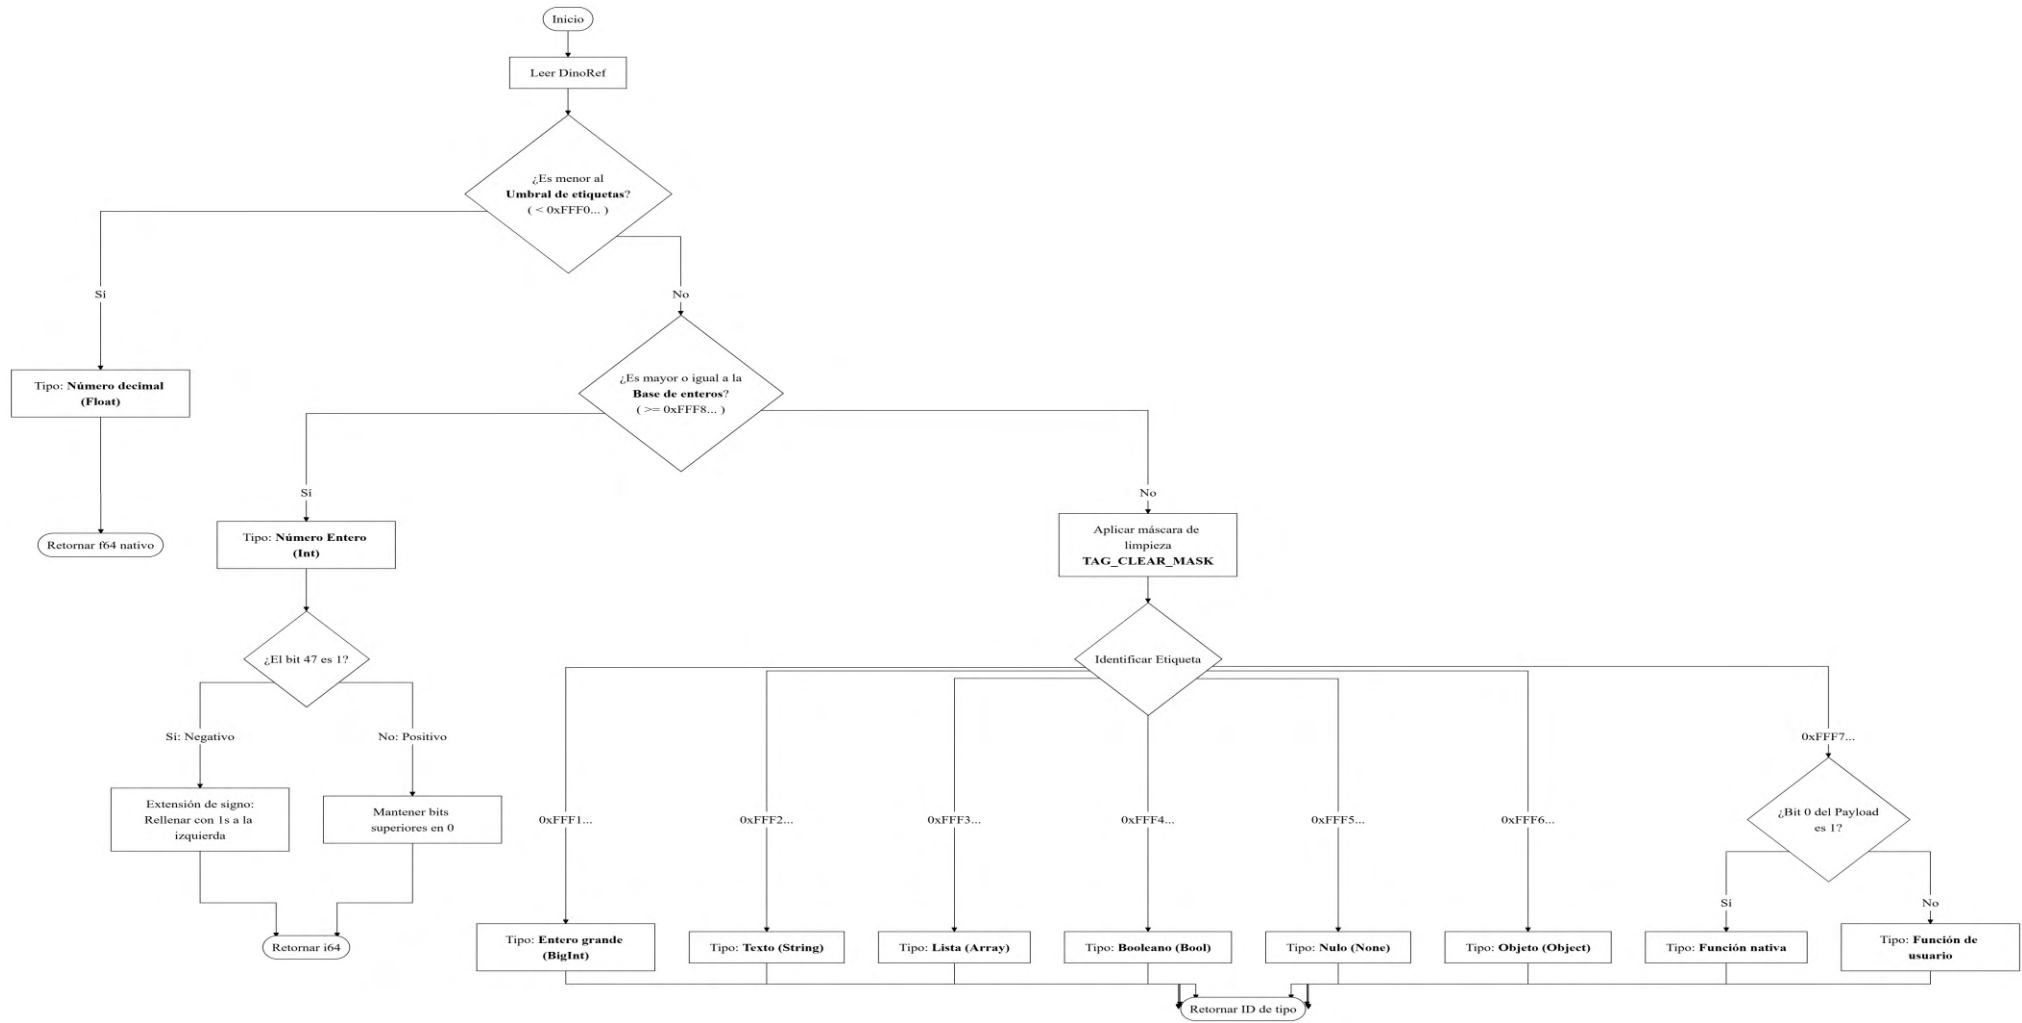 Inicio
Leer DinoRef
¿Es menor al
Umbral de etiquetas?
( < 0xFFF0... )
Sí
No
¿Es mayor o igual a la
Base de enteros?
( >= 0xFFF8... )
Tipo: Número decimal
(Float)
Sí
No
Retornar f64 nativo
Tipo: Número Entero
(Int)
Aplicar máscara de
limpieza
TAG_CLEAR_MASK
¿El bit 47 es 1?
Identificar Etiqueta
Sí: Negativo
No: Positivo
0xFFF7...
Extensión de signo:
Rellenar con 1s a la
izquierda
Mantener bits
superiores en 0
0xFFF1...
0xFFF2...
0xFFF3...
0xFFF4...
0xFFF5...
0xFFF6...
¿Bit 0 del Payload
es 1?
Sí
No
Retornar i64
Tipo: Entero grande
(BigInt)
Tipo: Texto (String)
Tipo: Lista (Array)
Tipo: Booleano (Bool)
Tipo: Nulo (None)
Tipo: Objeto (Object)
Tipo: Función nativa
Tipo: Función de
usuario
Retornar ID de tipo